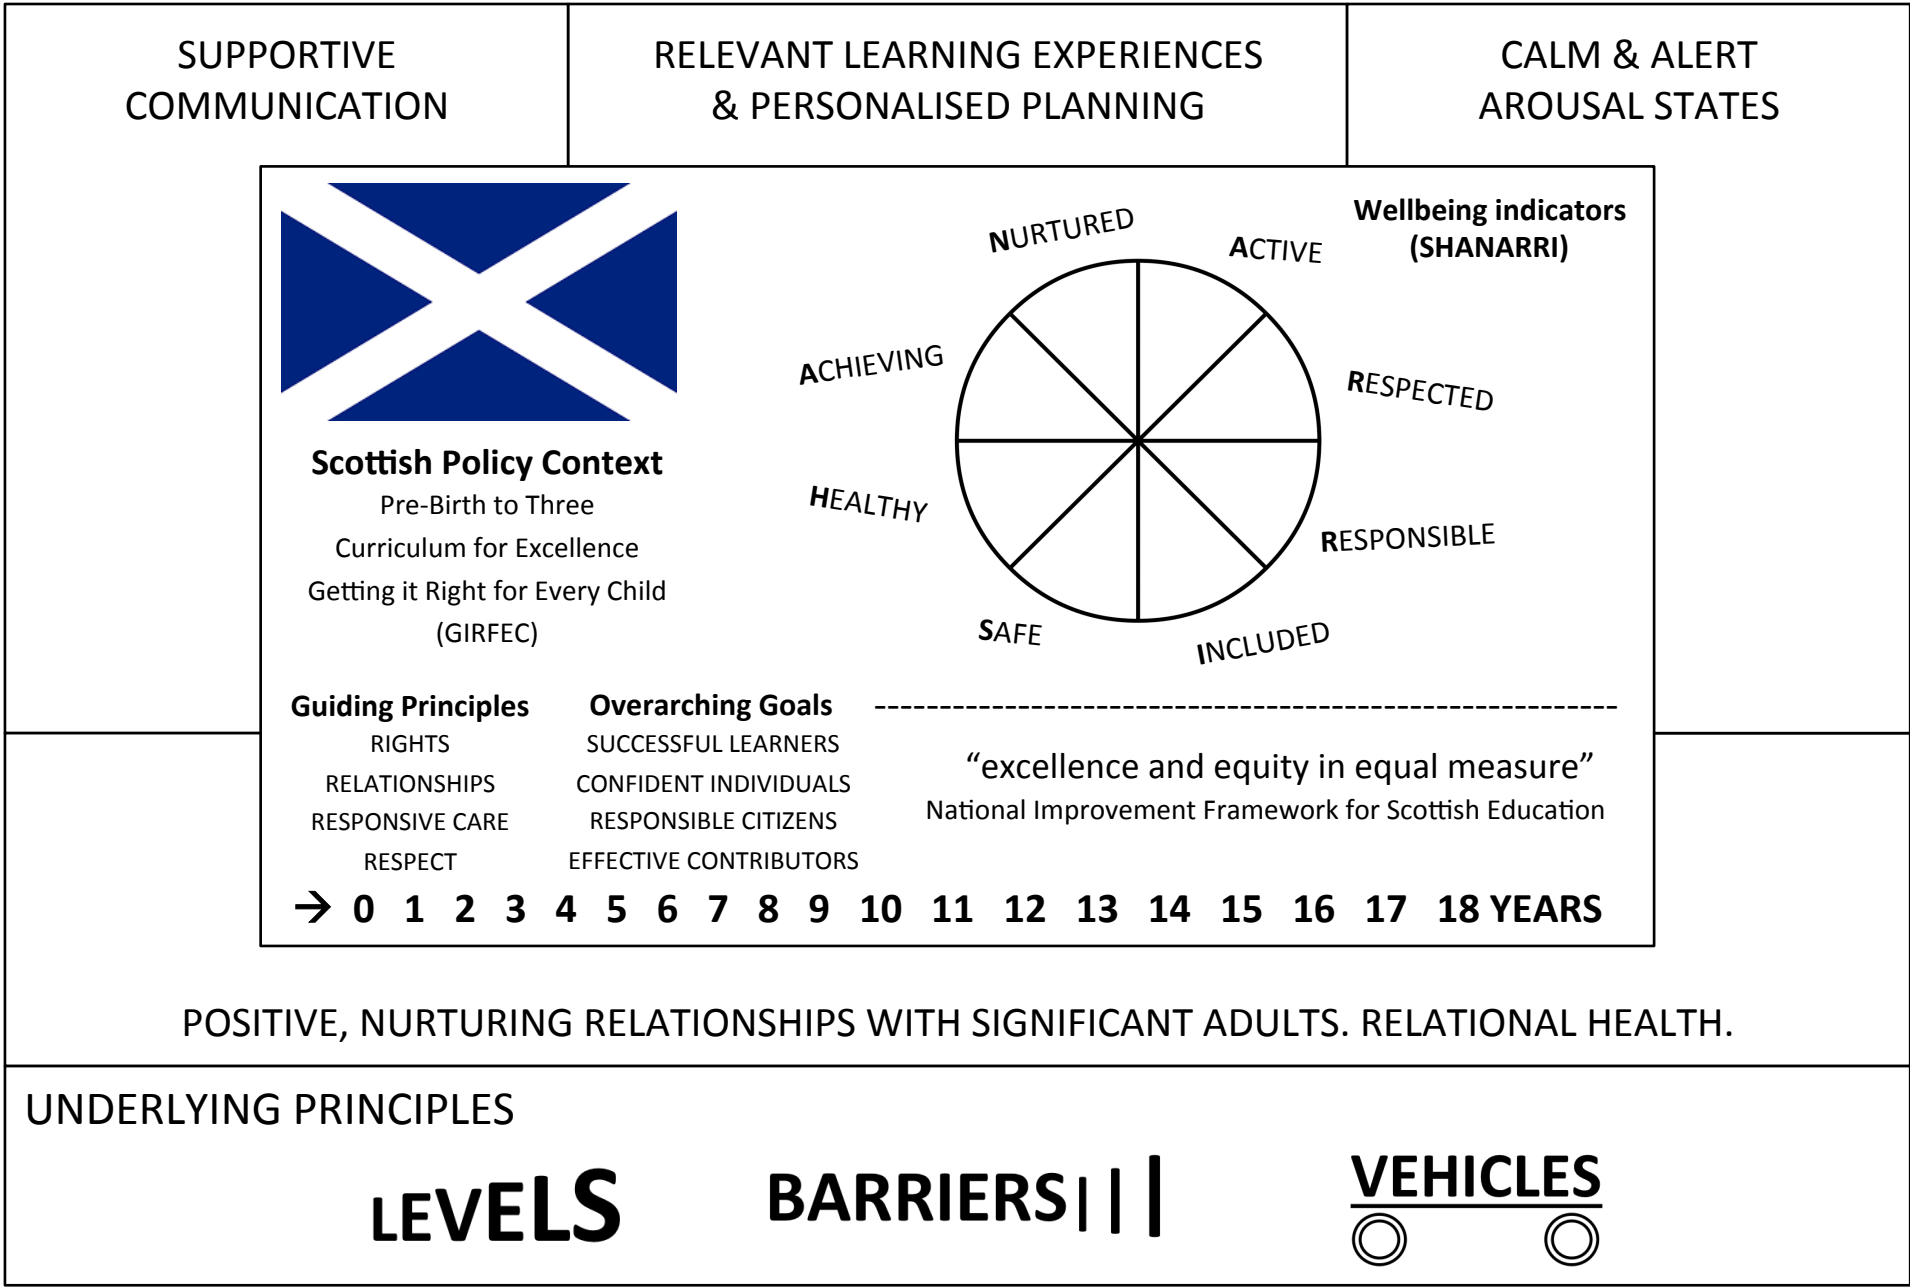 SUPPORTIVE
COMMUNICATION
RELEVANT LEARNING EXPERIENCES
& PERSONALISED PLANNING
CALM & ALERT
AROUSAL STATES
Scottish Policy Context
Pre-Birth to Three
Curriculum for Excellence
Getting it Right for Every Child
(GIRFEC)
Wellbeing indicators
(SHANARRI)
NURTURED
ACTIVE
ACHIEVING
RESPECTED
HEALTHY
RESPONSIBLE
SAFE
INCLUDED
Guiding Principles
RIGHTS
RELATIONSHIPS
RESPONSIVE CARE
RESPECT
Overarching Goals
SUCCESSFUL LEARNERS
CONFIDENT INDIVIDUALS
RESPONSIBLE CITIZENS
EFFECTIVE CONTRIBUTORS
“excellence and equity in equal measure”
National Improvement Framework for Scottish Education
→ 0 1 2 3 4 5 6 7 8 9 10 11 12 13 14 15 16 17 18 YEARS
POSITIVE, NURTURING RELATIONSHIPS WITH SIGNIFICANT ADULTS. RELATIONAL HEALTH.
UNDERLYING PRINCIPLES
LEVELS
BARRIERS
VEHICLES